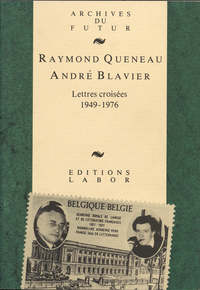 ARCHIVES
DU
FUTUR
RAYMOND QUENEAU
ANDRÉ BLAVIER
Lettres croisées
1949-1976
EDITIONS
LABOR
BELGIQUE BELGIE